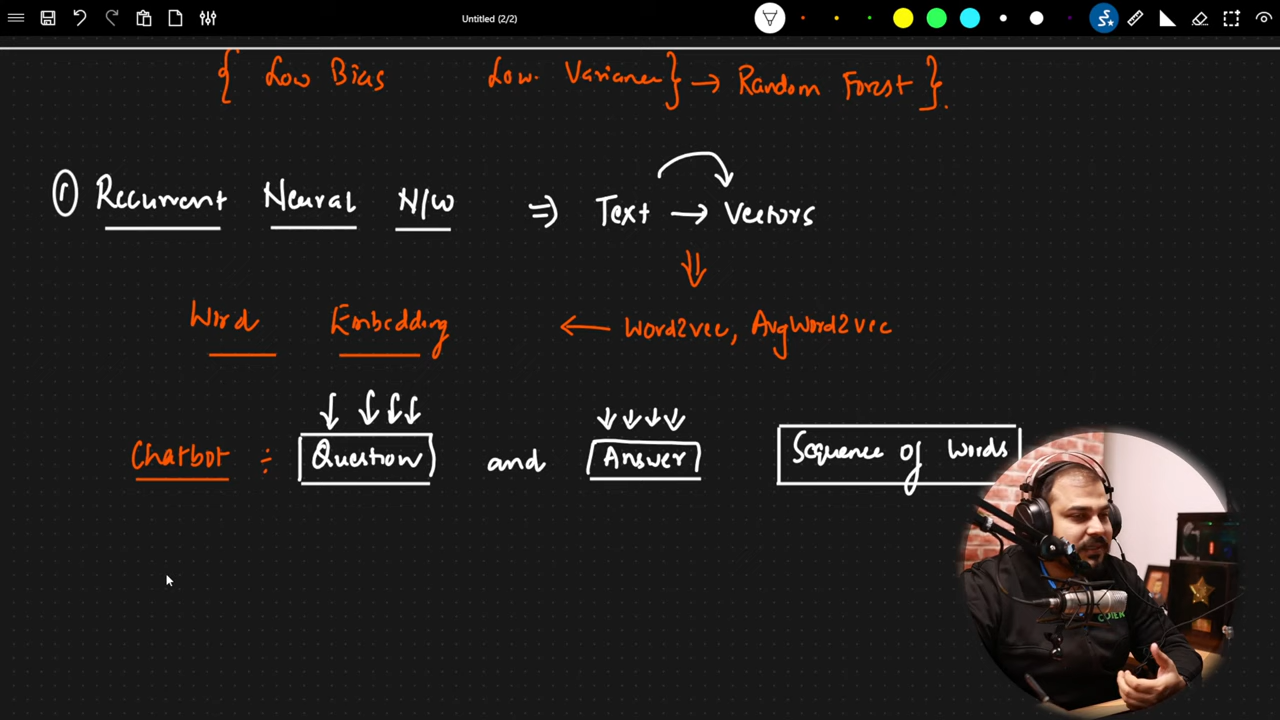 Untitled (2/2)
{ Low Bias Low. Variance } → Random Forest }.
① Recurrent Neural N/W ⇒ Text → Vectors
Word Embedding ← Word2vec, AvgWord2vec
Chatbot ÷ Question and Answer Sequence of words